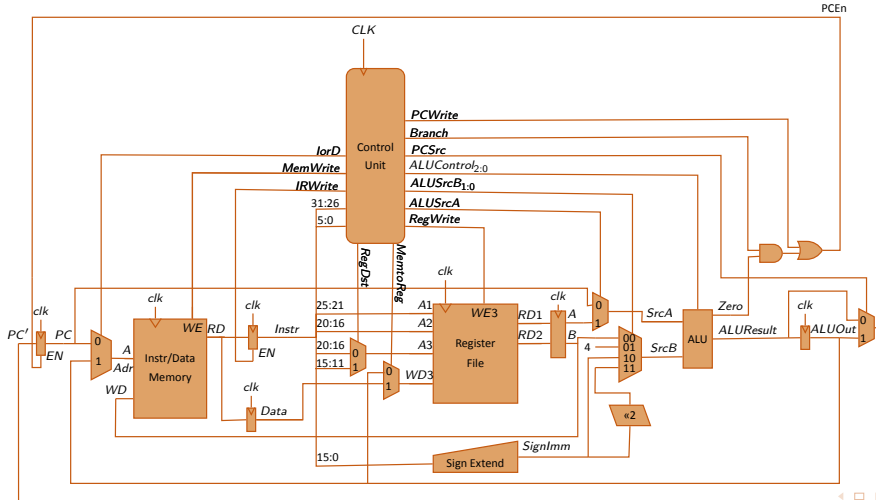 PCEn
CLK
PCWrite
Branch
IorD
Control
Unit
PCSrc
MemWrite
ALUControl2:0
IRWrite
ALUSrcB1:0
31:26
ALUSrcA
5:0
RegWrite
RegDst
MemtoReg
clk
clk
clk
clk
clk
clk
clk
PC′
PC
EN
0
1
A
Adr
WD
WE
RD
Instr/Data
Memory
EN
Instr
Data
25:21
20:16
20:16
15:11
0
1
0
1
A1
A2
A3
WD3
WE3
Register
File
RD1
RD2
A
B
0
1
4
00
01
10
11
SrcA
SrcB
Zero
ALU
ALUResult
ALUOut
0
1
«2
15:0
Sign Extend
SignImm